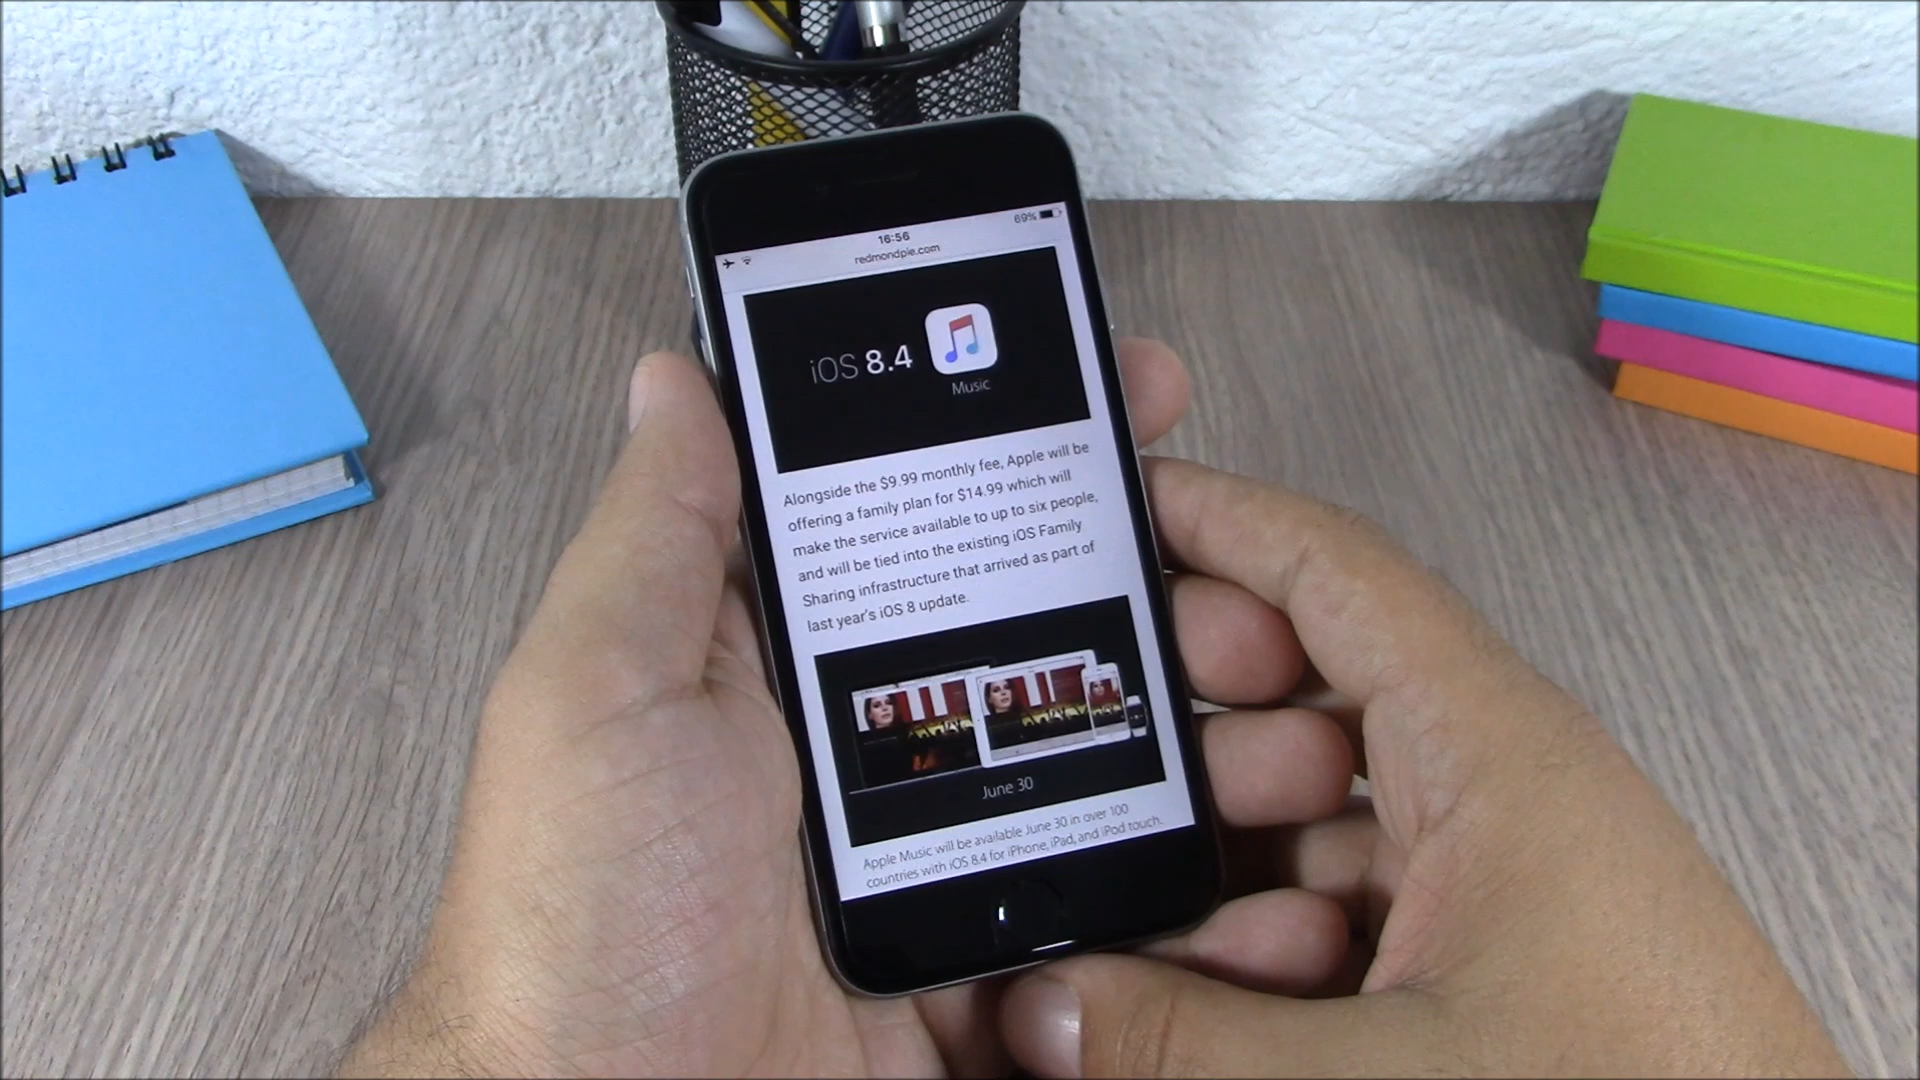 69%
16:56
redmondpie.com
iOS 8.4
Music
Alongside the $9.99 monthly fee, Apple will be
offering a family plan for $14.99 which will
make the service available to up to six people,
and will be tied into the existing iOS Family
Sharing infrastructure that arrived as part of
last year's iOS 8 update.
June 30
Apple Music will be available June 30 in over 100
countries with iOS 8.4 for iPhone, iPad, and iPod touch.